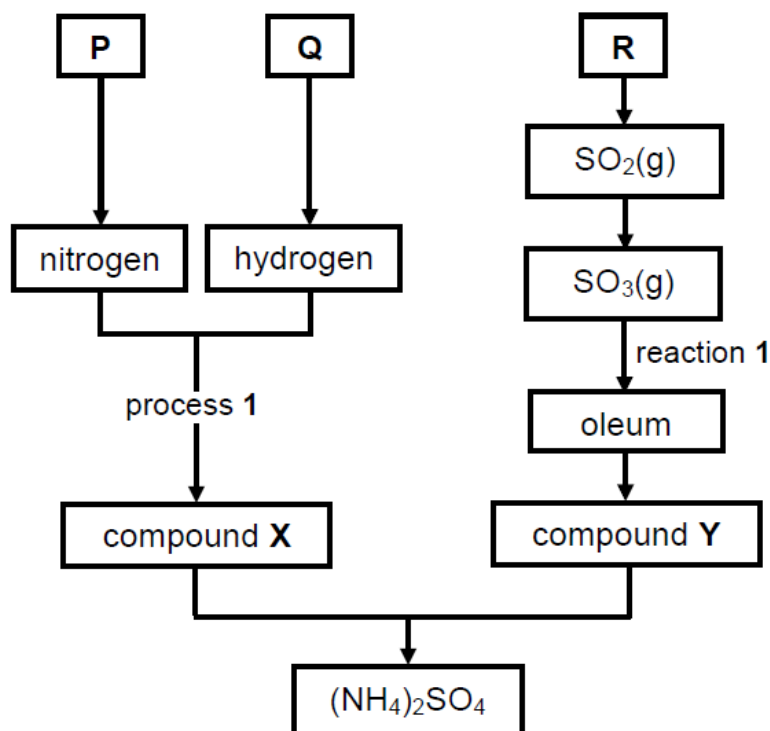 P
Q
R
SO₂(g)
nitrogen
hydrogen
SO₃(g)
reaction 1
process 1
oleum
compound X
compound Y
(NH₄)₂SO₄